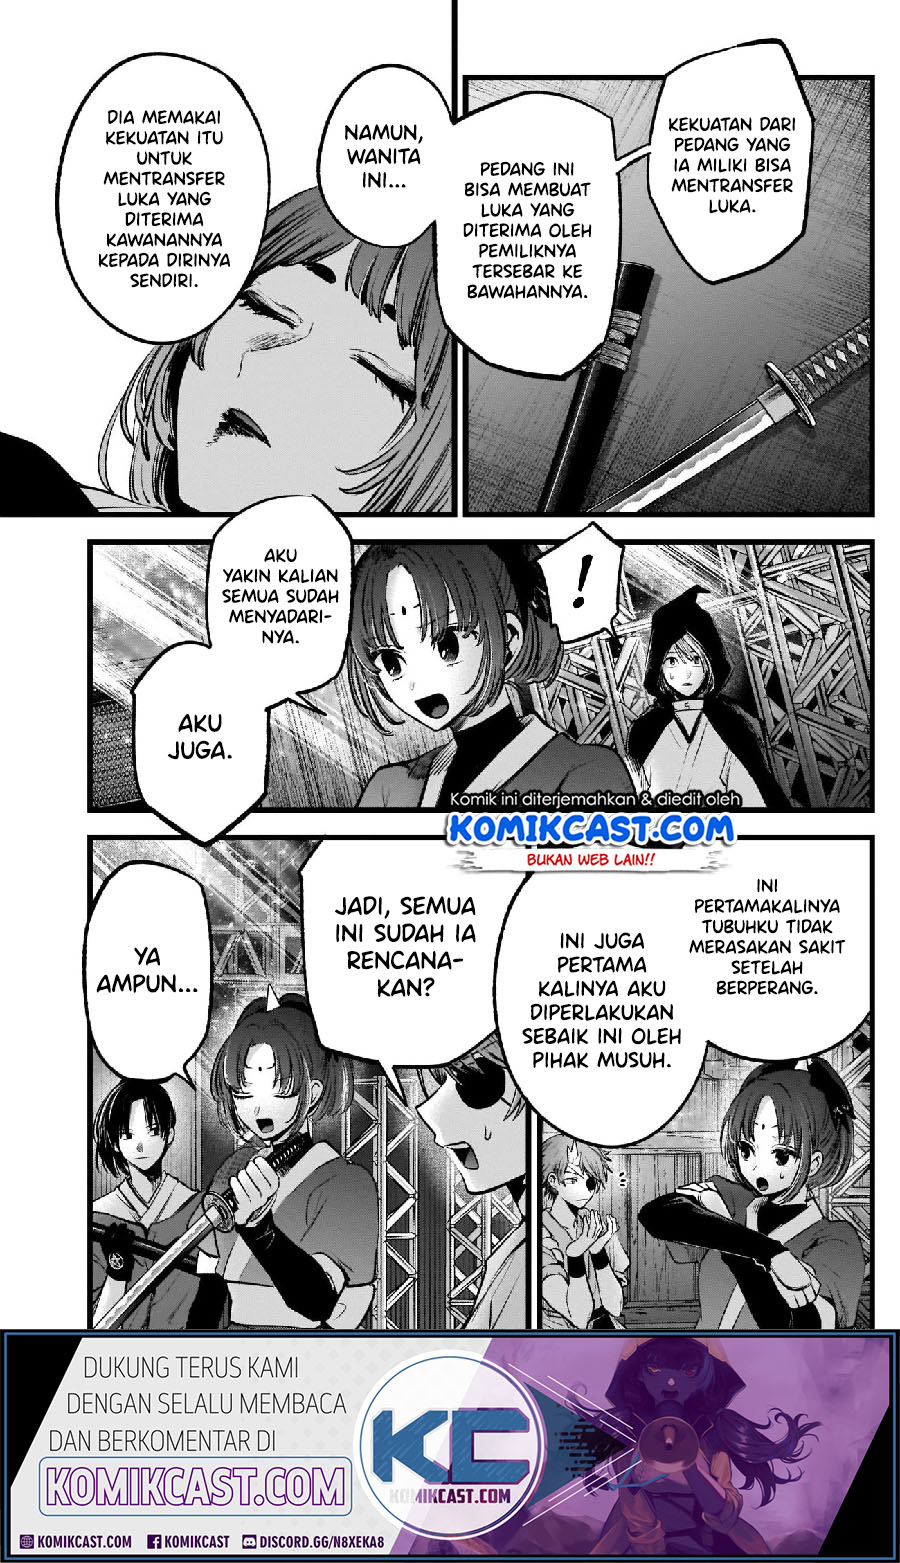 KEKUATAN DARI
PEDANG YANG
IA MILIKI BISA
MENTRANSFER
LUKA.
PEDANG INI
BISA MEMBUAT
LUKA YANG
DITERIMA OLEH
PEMILIKNYA
TERSEBAR KE
BAWAHANNYA.
NAMUN,
WANITA
INI...
DIA MEMAKAI
KEKUATAN ITU
UNTUK
MENTRANSFER
LUKA YANG
DITERIMA
KAWANANNYA
KEPADA DIRINYA
SENDIRI.
!
AKU
YAKIN KALIAN
SEMUA SUDAH
MENYADARI-
NYA.
AKU
JUGA.
Komik ini diterjemahkan & diedit oleh
KOMIKCAST.COM
BUKAN WEB LAIN!!
INI
PERTAMAKALINYA
TUBUHKU TIDAK
MERASAKAN SAKIT
SETELAH
BERPERANG.
INI JUGA
PERTAMA
KALINYA AKU
DIPERLAKUKAN
SEBAIK INI OLEH
PIHAK MUSUH.
JADI, SEMUA
INI SUDAH IA
RENCANA-
KAN?
YA
AMPUN...
DUKUNG TERUS KAMI
DENGAN SELALU MEMBACA
DAN BERKOMENTAR DI
KOMIKCAST.COM
KOMIKCAST.COM
KOMIKCAST
DISCORD.GG/N8XEKA8
KC
KOMIKCAST.COM